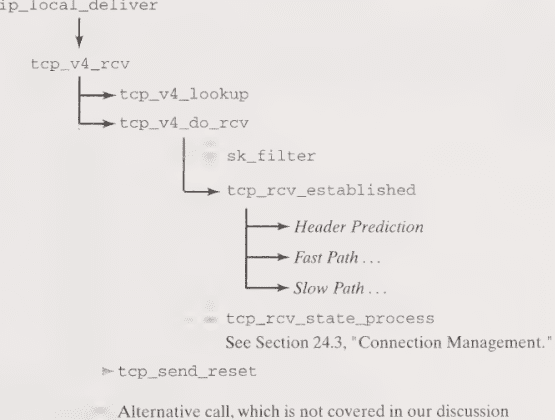 ip_local_deliver
tcp_v4_rcv
tcp_v4_lookup
tcp_v4_do_rcv
sk_filter
tcp_rcv_established
Header Prediction
Fast Path ...
Slow Path ...
tcp_rcv_state_process
See Section 24.3, "Connection Management."
tcp_send_reset
Alternative call, which is not covered in our discussion